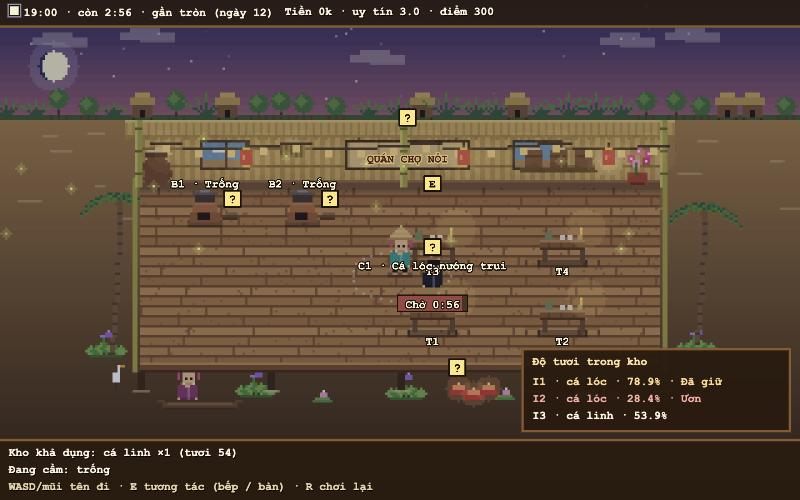 19:00 · còn 2:56 · gần tròn (ngày 12) Tiền 0k · uy tín 3.0 · điểm 300
?
QUÁN CHỢ NỔI
B1 · Trống B2 · Trống E
? ?
?
C1 · Cá lóc nướng trui
T3 T4
Chờ 0:56
T1 T2
?
Độ tươi trong kho
I1 · cá lóc · 78.9% · Đã giữ
I2 · cá lóc · 28.4% · Ươn
I3 · cá linh · 53.9%
Kho khả dụng: cá linh ×1 (tươi 54)
Đang cầm: trống
WASD/mũi tên đi · E tương tác (bếp / bàn) · R chơi lại